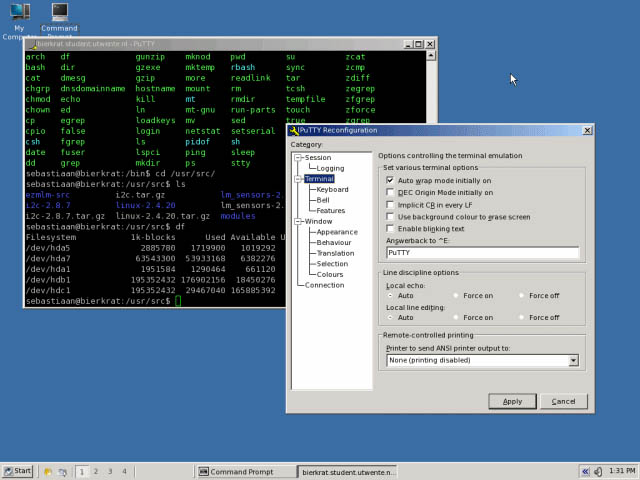 My
Command
bierkrat.student.utwente.nl - PuTTY
arch df gunzip mknod pwd su zcat
bash dir gzexe mktemp rbash sync zcmp
cat dmesg gzip more readlink tar zdiff
chgrp dnsdomainname hostname mount rm tcsh zegrep
chmod echo kill mt rmdir tempfile zfgrep
chown ed ln mt-gnu run-parts touch zforce
cp egrep loadkeys mv sed true zgrep
cpio false login netstat setserial
csh fgrep ls pidof sh
date fuser lspci ping sleep
dd grep mkdir ps stty
sebastiaan@bierkrat:/bin$ cd /usr/src/
sebastiaan@bierkrat:/usr/src$ ls
ezmlm-src i2c.tar.gz lm_sensors-2.
i2c-2.8.7 linux-2.4.20 lm_sensors-2.
i2c-2.8.7.tar.gz linux-2.4.20.tar.gz modules
sebastiaan@bierkrat:/usr/src$ df
Filesystem 1k-blocks Used Available U
/dev/hda5 2885780 1719900 1019292
/dev/hda7 63543300 53933168 6382276
/dev/hda1 1951584 1290464 661120
/dev/hdb1 195352432 176902156 18450276
/dev/hdc1 195352432 29467040 165885392
sebastiaan@bierkrat:/usr/src$
PuTTY Reconfiguration
Category:
Session
Logging
Terminal
Keyboard
Bell
Features
Window
Appearance
Behaviour
Translation
Selection
Colours
Connection
Options controlling the terminal emulation
Set various terminal options
Auto wrap mode initially on
DEC Origin Mode initially on
Implicit CR in every LF
Use background colour to erase screen
Enable blinking text
Answerback to ^E:
PuTTY
Line discipline options
Local echo:
Auto Force on Force off
Local line editing:
Auto Force on Force off
Remote-controlled printing
Printer to send ANSI printer output to:
None (printing disabled)
Apply Cancel
Start 1 2 3 4 Command Prompt bierkrat.student.utwente.n... 1:31 PM